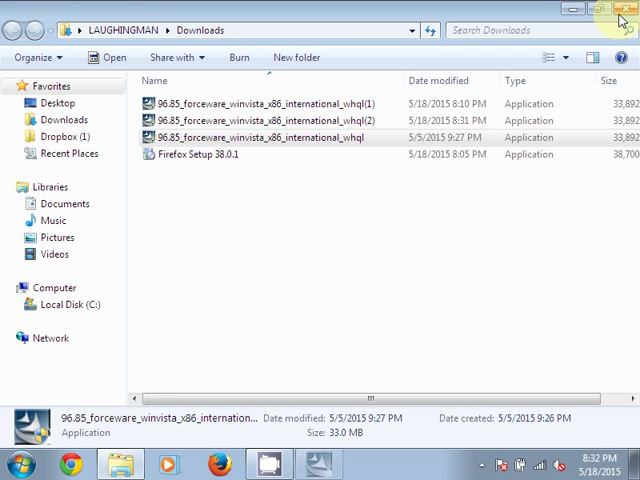 LAUGHINGMAN ▸ Downloads
Search Downloads
Organize Open Share with Burn New folder
Favorites
Desktop
Downloads
Dropbox (1)
Recent Places
Libraries
Documents
Music
Pictures
Videos
Computer
Local Disk (C:)
Network
Name Date modified Type Size
96.85_forceware_winvista_x86_international_whql(1) 5/18/2015 8:10 PM Application 33,892
96.85_forceware_winvista_x86_international_whql(2) 5/18/2015 8:31 PM Application 33,892
96.85_forceware_winvista_x86_international_whql 5/5/2015 9:27 PM Application 33,892
Firefox Setup 38.0.1 5/18/2015 8:05 PM Application 38,700
96.85_forceware_winvista_x86_internation... Date modified: 5/5/2015 9:27 PM Date created: 5/5/2015 9:26 PM
Application Size: 33.0 MB
8:32 PM
5/18/2015